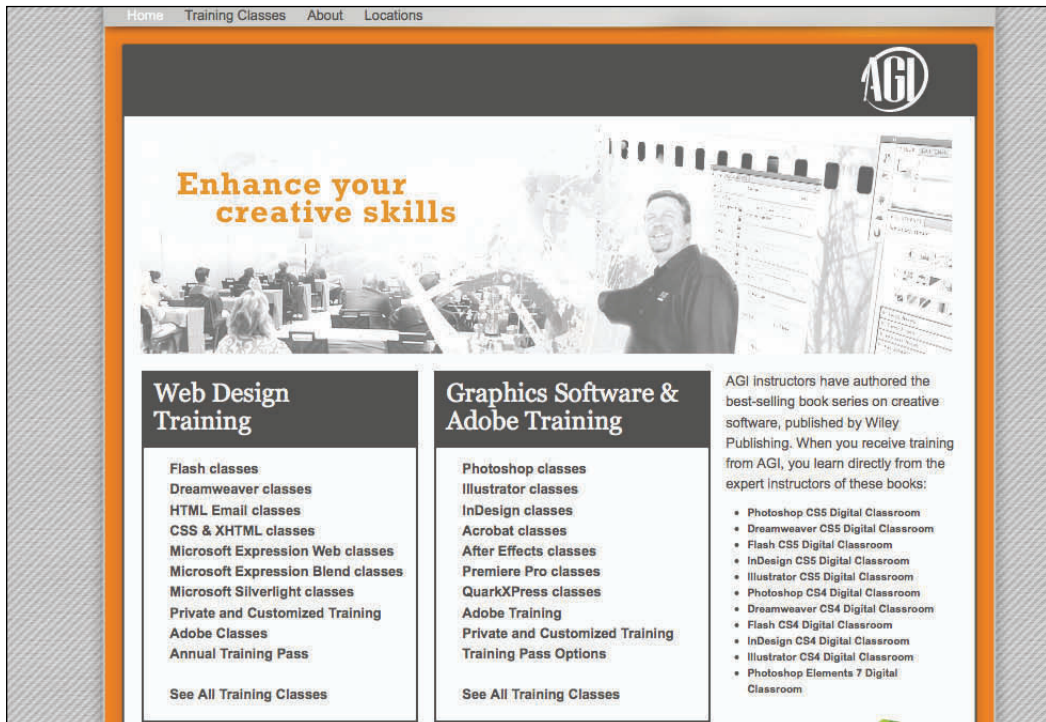 Home Training Classes About Locations
AGI
Enhance your
creative skills
Web Design
Training
Flash classes
Dreamweaver classes
HTML Email classes
CSS & XHTML classes
Microsoft Expression Web classes
Microsoft Expression Blend classes
Microsoft Silverlight classes
Private and Customized Training
Adobe Classes
Annual Training Pass
See All Training Classes
Graphics Software &
Adobe Training
Photoshop classes
Illustrator classes
InDesign classes
Acrobat classes
After Effects classes
Premiere Pro classes
QuarkXPress classes
Adobe Training
Private and Customized Training
Training Pass Options
See All Training Classes
AGI instructors have authored the
best-selling book series on creative
software, published by Wiley
Publishing. When you receive training
from AGI, you learn directly from the
expert instructors of these books:
• Photoshop CS5 Digital Classroom
• Dreamweaver CS5 Digital Classroom
• Flash CS5 Digital Classroom
• InDesign CS5 Digital Classroom
• Illustrator CS5 Digital Classroom
• Photoshop CS4 Digital Classroom
• Dreamweaver CS4 Digital Classroom
• Flash CS4 Digital Classroom
• InDesign CS4 Digital Classroom
• Illustrator CS4 Digital Classroom
• Photoshop Elements 7 Digital
Classroom